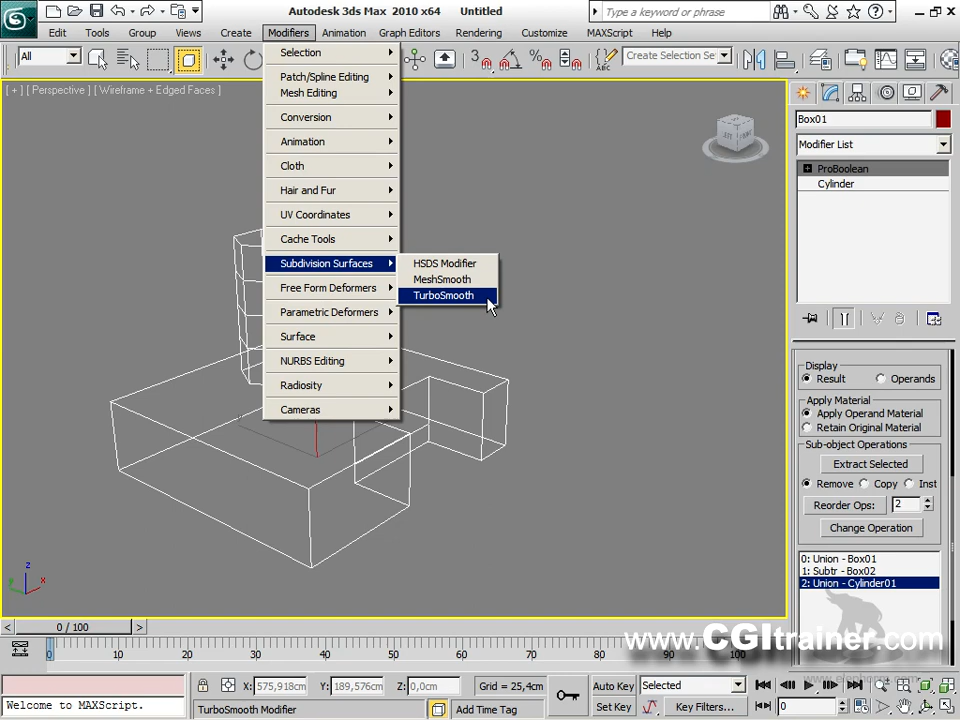 Autodesk 3ds Max 2010 x64    Untitled
Type a keyword or phrase
Edit Tools Group Views Create Modifiers Animation Graph Editors Rendering Customize MAXScript Help
All
3
Create Selection Se
[ + ] [ Perspective ] [ Wireframe + Edged Faces ]
Selection
Patch/Spline Editing
Mesh Editing
Conversion
Animation
Cloth
Hair and Fur
UV Coordinates
Cache Tools
Subdivision Surfaces
Free Form Deformers
Parametric Deformers
Surface
NURBS Editing
Radiosity
Cameras
HSDS Modifier
MeshSmooth
TurboSmooth
Box01
Modifier List
ProBoolean
Cylinder
Display
Result Operands
Apply Material
Apply Operand Material
Retain Original Material
Sub-object Operations
Extract Selected
Remove Copy Inst
Reorder Ops: 2
Change Operation
0: Union - Box01
1: Subtr - Box02
2: Union - Cylinder01
z
x
y
< 0 / 100 >
0 10 20 30 40 50 60 70 80 90 100
www.CGItrainer.com
X: 575,918cm Y: 189,576cm Z: 0,0cm Grid = 25,4cm
Auto Key Selected
0
Welcome to MAXScript.
TurboSmooth Modifier
Add Time Tag
Set Key
Key Filters...